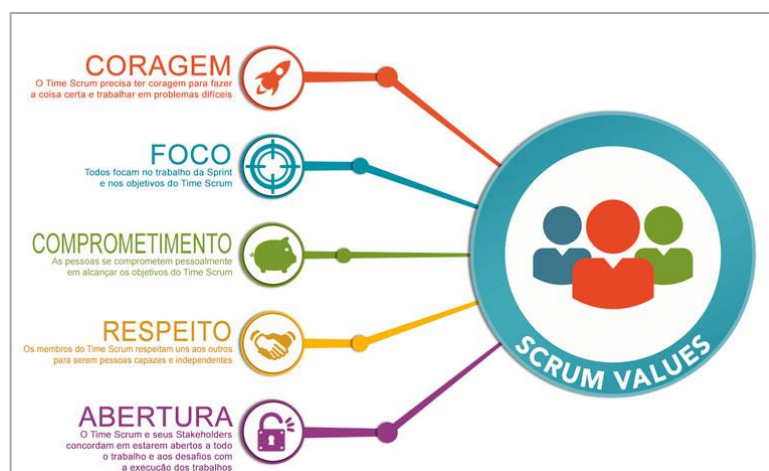 CORAGEM
O Time Scrum precisa ter coragem para fazer
a coisa certa e trabalhar em problemas difíceis
FOCO
Todos focam no trabalho da Sprint
e nos objetivos do Time Scrum
COMPROMETIMENTO
As pessoas se comprometem pessoalmente
em alcançar os objetivos do Time Scrum
RESPEITO
Os membros do Time Scrum respeitam uns aos outros
para serem pessoas capazes e independentes
ABERTURA
O Time Scrum e seus Stakeholders
concordam em estarem abertos a todo
o trabalho e aos desafios com
a execução dos trabalhos
SCRUM VALUES